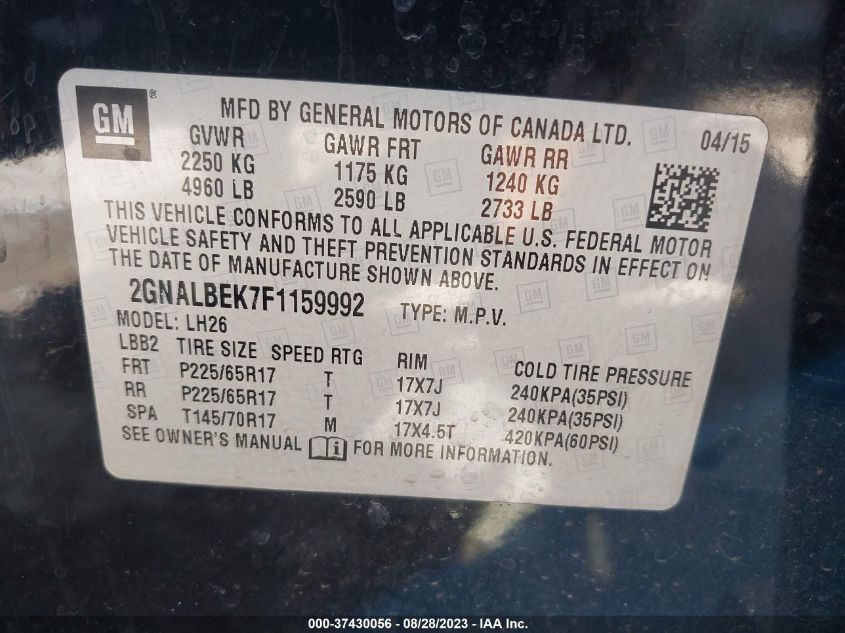 GM®
MFD BY GENERAL MOTORS OF CANADA LTD.
04/15
GVWR GAWR FRT GAWR RR
2250 KG 1175 KG 1240 KG
4960 LB 2590 LB 2733 LB
THIS VEHICLE CONFORMS TO ALL APPLICABLE U.S. FEDERAL MOTOR
VEHICLE SAFETY AND THEFT PREVENTION STANDARDS IN EFFECT ON
THE DATE OF MANUFACTURE SHOWN ABOVE.
2GNALBEK7F1159992 TYPE: M.P.V.
MODEL: LH26
LBB2 TIRE SIZE SPEED RTG RIM COLD TIRE PRESSURE
FRT P225/65R17 T 17X7J 240KPA(35PSI)
RR P225/65R17 T 17X7J 240KPA(35PSI)
SPA T145/70R17 M 17X4.5T 420KPA(60PSI)
SEE OWNER'S MANUAL i FOR MORE INFORMATION.
000-37430056 - 08/28/2023 - IAA Inc.